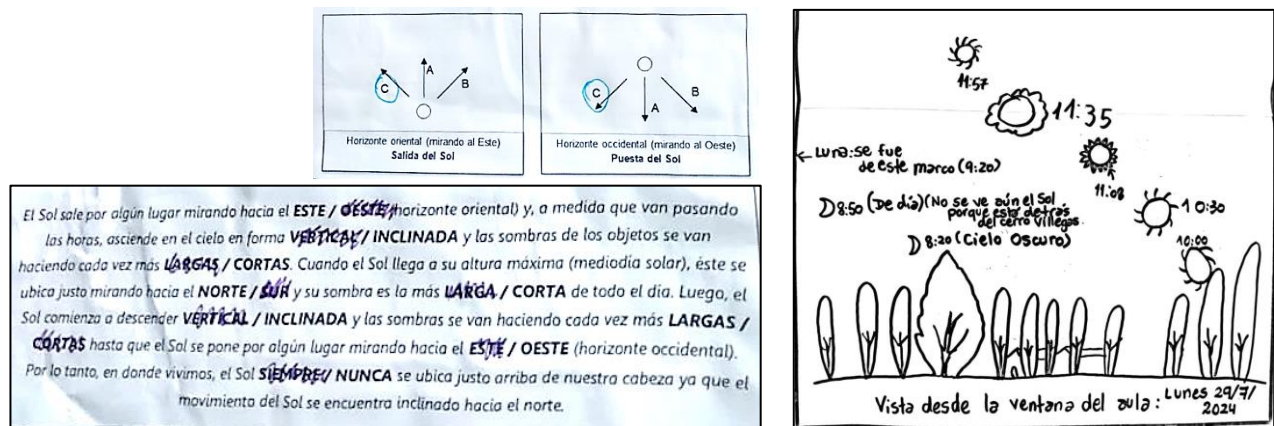 A
B
C
Horizonte oriental (mirando al Este)
Salida del Sol
C
B
A
Horizonte occidental (mirando al Oeste)
Puesta del Sol
El Sol sale por algún lugar mirando hacia el ESTE / OESTE (horizonte oriental) y, a medida que van pasando
las horas, asciende en el cielo en forma VERTICAL / INCLINADA y las sombras de los objetos se van
haciendo cada vez más LARGAS / CORTAS. Cuando el Sol llega a su altura máxima (mediodía solar), éste se
ubica justo mirando hacia el NORTE / SUR y su sombra es la más LARGA / CORTA de todo el día. Luego, el
Sol comienza a descender VERTICAL / INCLINADA y las sombras se van haciendo cada vez más LARGAS /
CORTAS hasta que el Sol se pone por algún lugar mirando hacia el ESTE / OESTE (horizonte occidental).
Por lo tanto, en donde vivimos, el Sol SIEMPRE / NUNCA se ubica justo arriba de nuestra cabeza ya que el
movimiento del Sol se encuentra inclinado hacia el norte.
11:57
11:35
Luna: se fue
de este marco (9:20)
11:08
8:50 (De día) (No se ve aún el Sol
porque está detrás
del cerro Villegas.
10:30
8:20 (Cielo Oscuro)
10:00
Vista desde la ventana del aula: Lunes 29/7/
2024